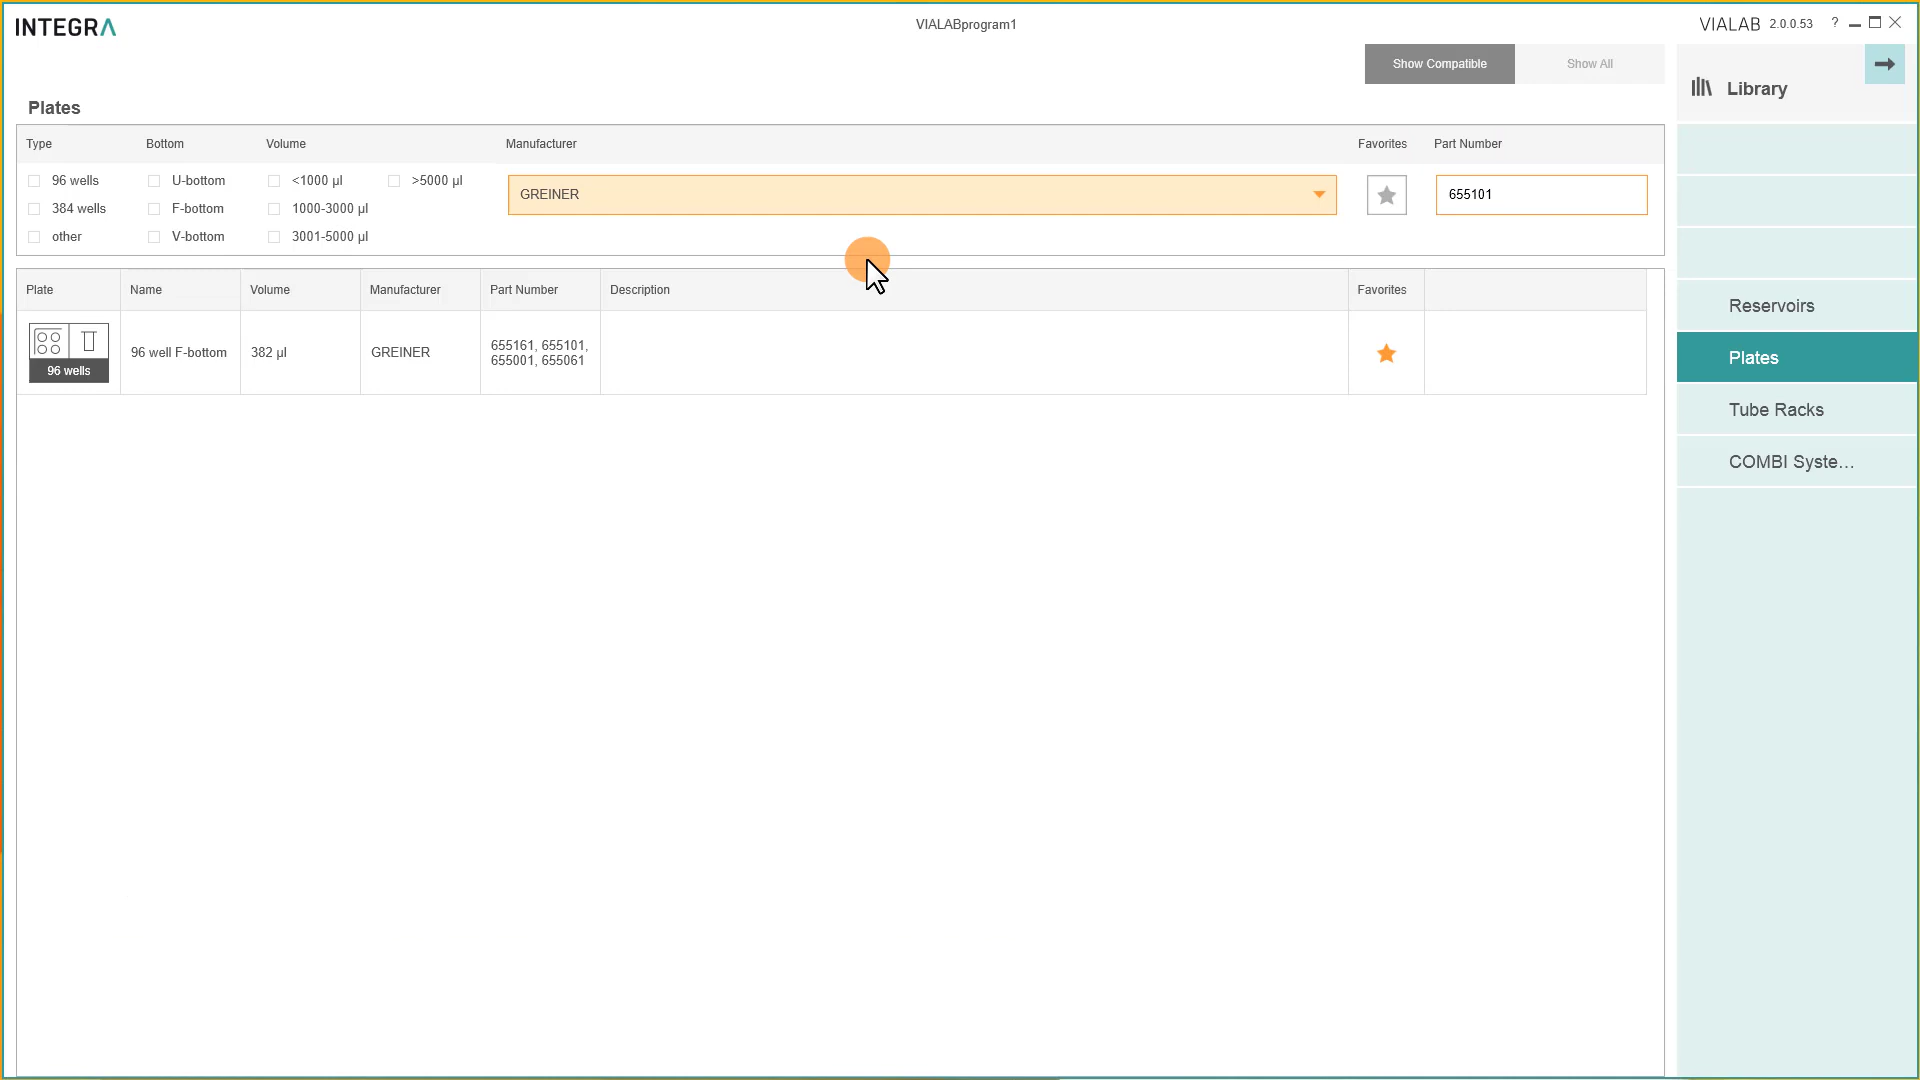 INTEGRA
VIALABprogram1
VIALAB 2.0.0.53 ?
Show Compatible Show All
Library
Plates
Type Bottom Volume Manufacturer Favorites Part Number
96 wells U-bottom <1000 µl >5000 µl
GREINER 655101
384 wells F-bottom 1000-3000 µl
other V-bottom 3001-5000 µl
Plate Name Volume Manufacturer Part Number Description Favorites
96 wells
96 well F-bottom 382 µl GREINER
655161, 655101,
655001, 655061
Reservoirs
Plates
Tube Racks
COMBI Syste...